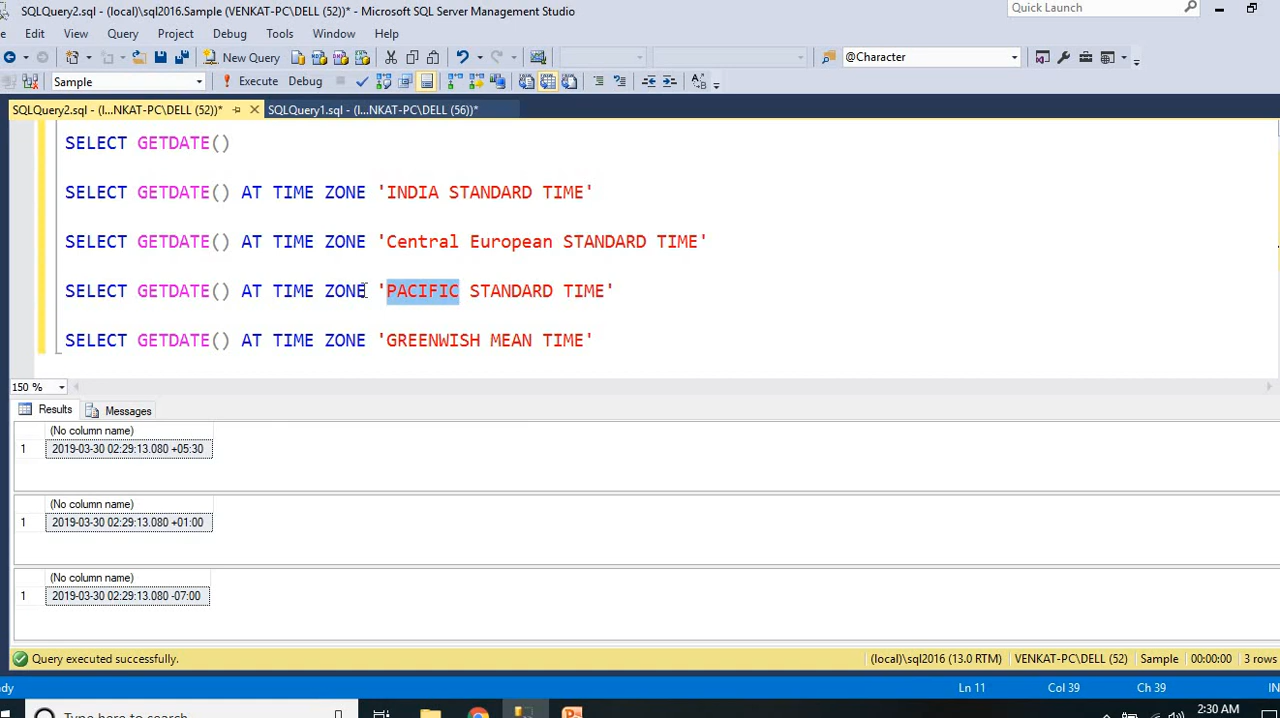 SQLQuery2.sql - (local)\sql2016.Sample (VENKAT-PC\DELL (52))* - Microsoft SQL Server Management Studio
Quick Launch
Edit View Query Project Debug Tools Window Help
New Query
@Character
Sample
Execute Debug
SQLQuery2.sql - (l...NKAT-PC\DELL (52))*
SQLQuery1.sql - (l...NKAT-PC\DELL (56))*
SELECT GETDATE()
SELECT GETDATE() AT TIME ZONE 'INDIA STANDARD TIME'
SELECT GETDATE() AT TIME ZONE 'Central European STANDARD TIME'
SELECT GETDATE() AT TIME ZONE 'PACIFIC STANDARD TIME'
SELECT GETDATE() AT TIME ZONE 'GREENWISH MEAN TIME'
150 %
Results Messages
(No column name)
1 2019-03-30 02:29:13.080 +05:30
(No column name)
1 2019-03-30 02:29:13.080 +01:00
(No column name)
1 2019-03-30 02:29:13.080 -07:00
Query executed successfully.
(local)\sql2016 (13.0 RTM) VENKAT-PC\DELL (52) Sample 00:00:00 3 rows
Ln 11 Col 39 Ch 39 IN
Type here to search
2:30 AM